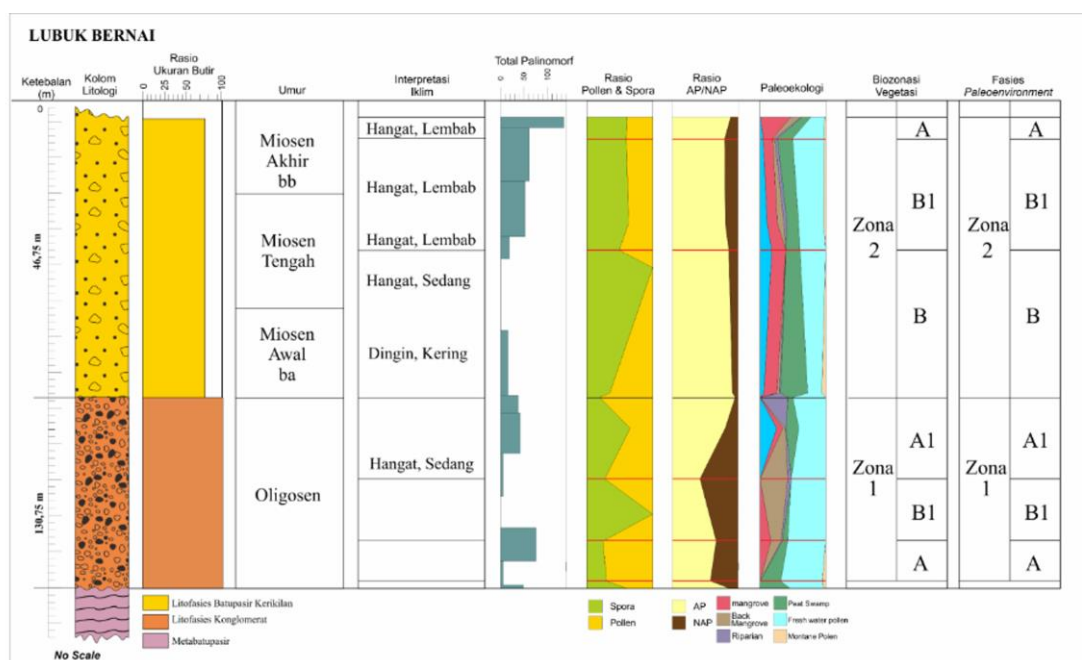 LUBUK BERNAI
Ketebalan
(m)
Kolom
Litologi
Rasio
Ukuran Butir
0
25
50
75
100
Umur
Interpretasi
Iklim
Total Palinomorf
0
50
100
Rasio
Pollen & Spora
Rasio
AP/NAP
Paleoekologi
Biozonasi
Vegetasi
Fasies
Paleoenvironment
0
46,75 m
130,75 m
Miosen
Akhir
bb
Miosen
Tengah
Miosen
Awal
ba
Oligosen
Hangat, Lembab
Hangat, Lembab
Hangat, Lembab
Hangat, Sedang
Dingin, Kering
Hangat, Sedang
Zona
2
A
B1
B
Zona
1
A1
B1
A
Zona
2
A
B1
B
Zona
1
A1
B1
A
No Scale
Litofasies Batupasir Kerikilan
Litofasies Konglomerat
Metabatupasir
Spora
Pollen
AP
NAP
mangrove
Back
Mangrove
Riparian
Peat Swamp
Fresh water pollen
Montane Polen